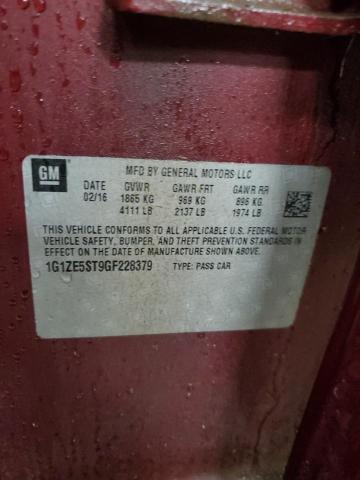 GM
MFD BY GENERAL MOTORS LLC
DATE GVWR GAWR FRT GAWR RR
02/16 1865 KG 969 KG 896 KG
4111 LB 2137 LB 1974 LB
THIS VEHICLE CONFORMS TO ALL APPLICABLE U.S. FEDERAL MOTOR
VEHICLE SAFETY, BUMPER, AND THEFT PREVENTION STANDARDS IN
EFFECT ON THE DATE OF MANUFACTURE SHOWN ABOVE.
1G1ZE5ST9GF228379 TYPE: PASS CAR